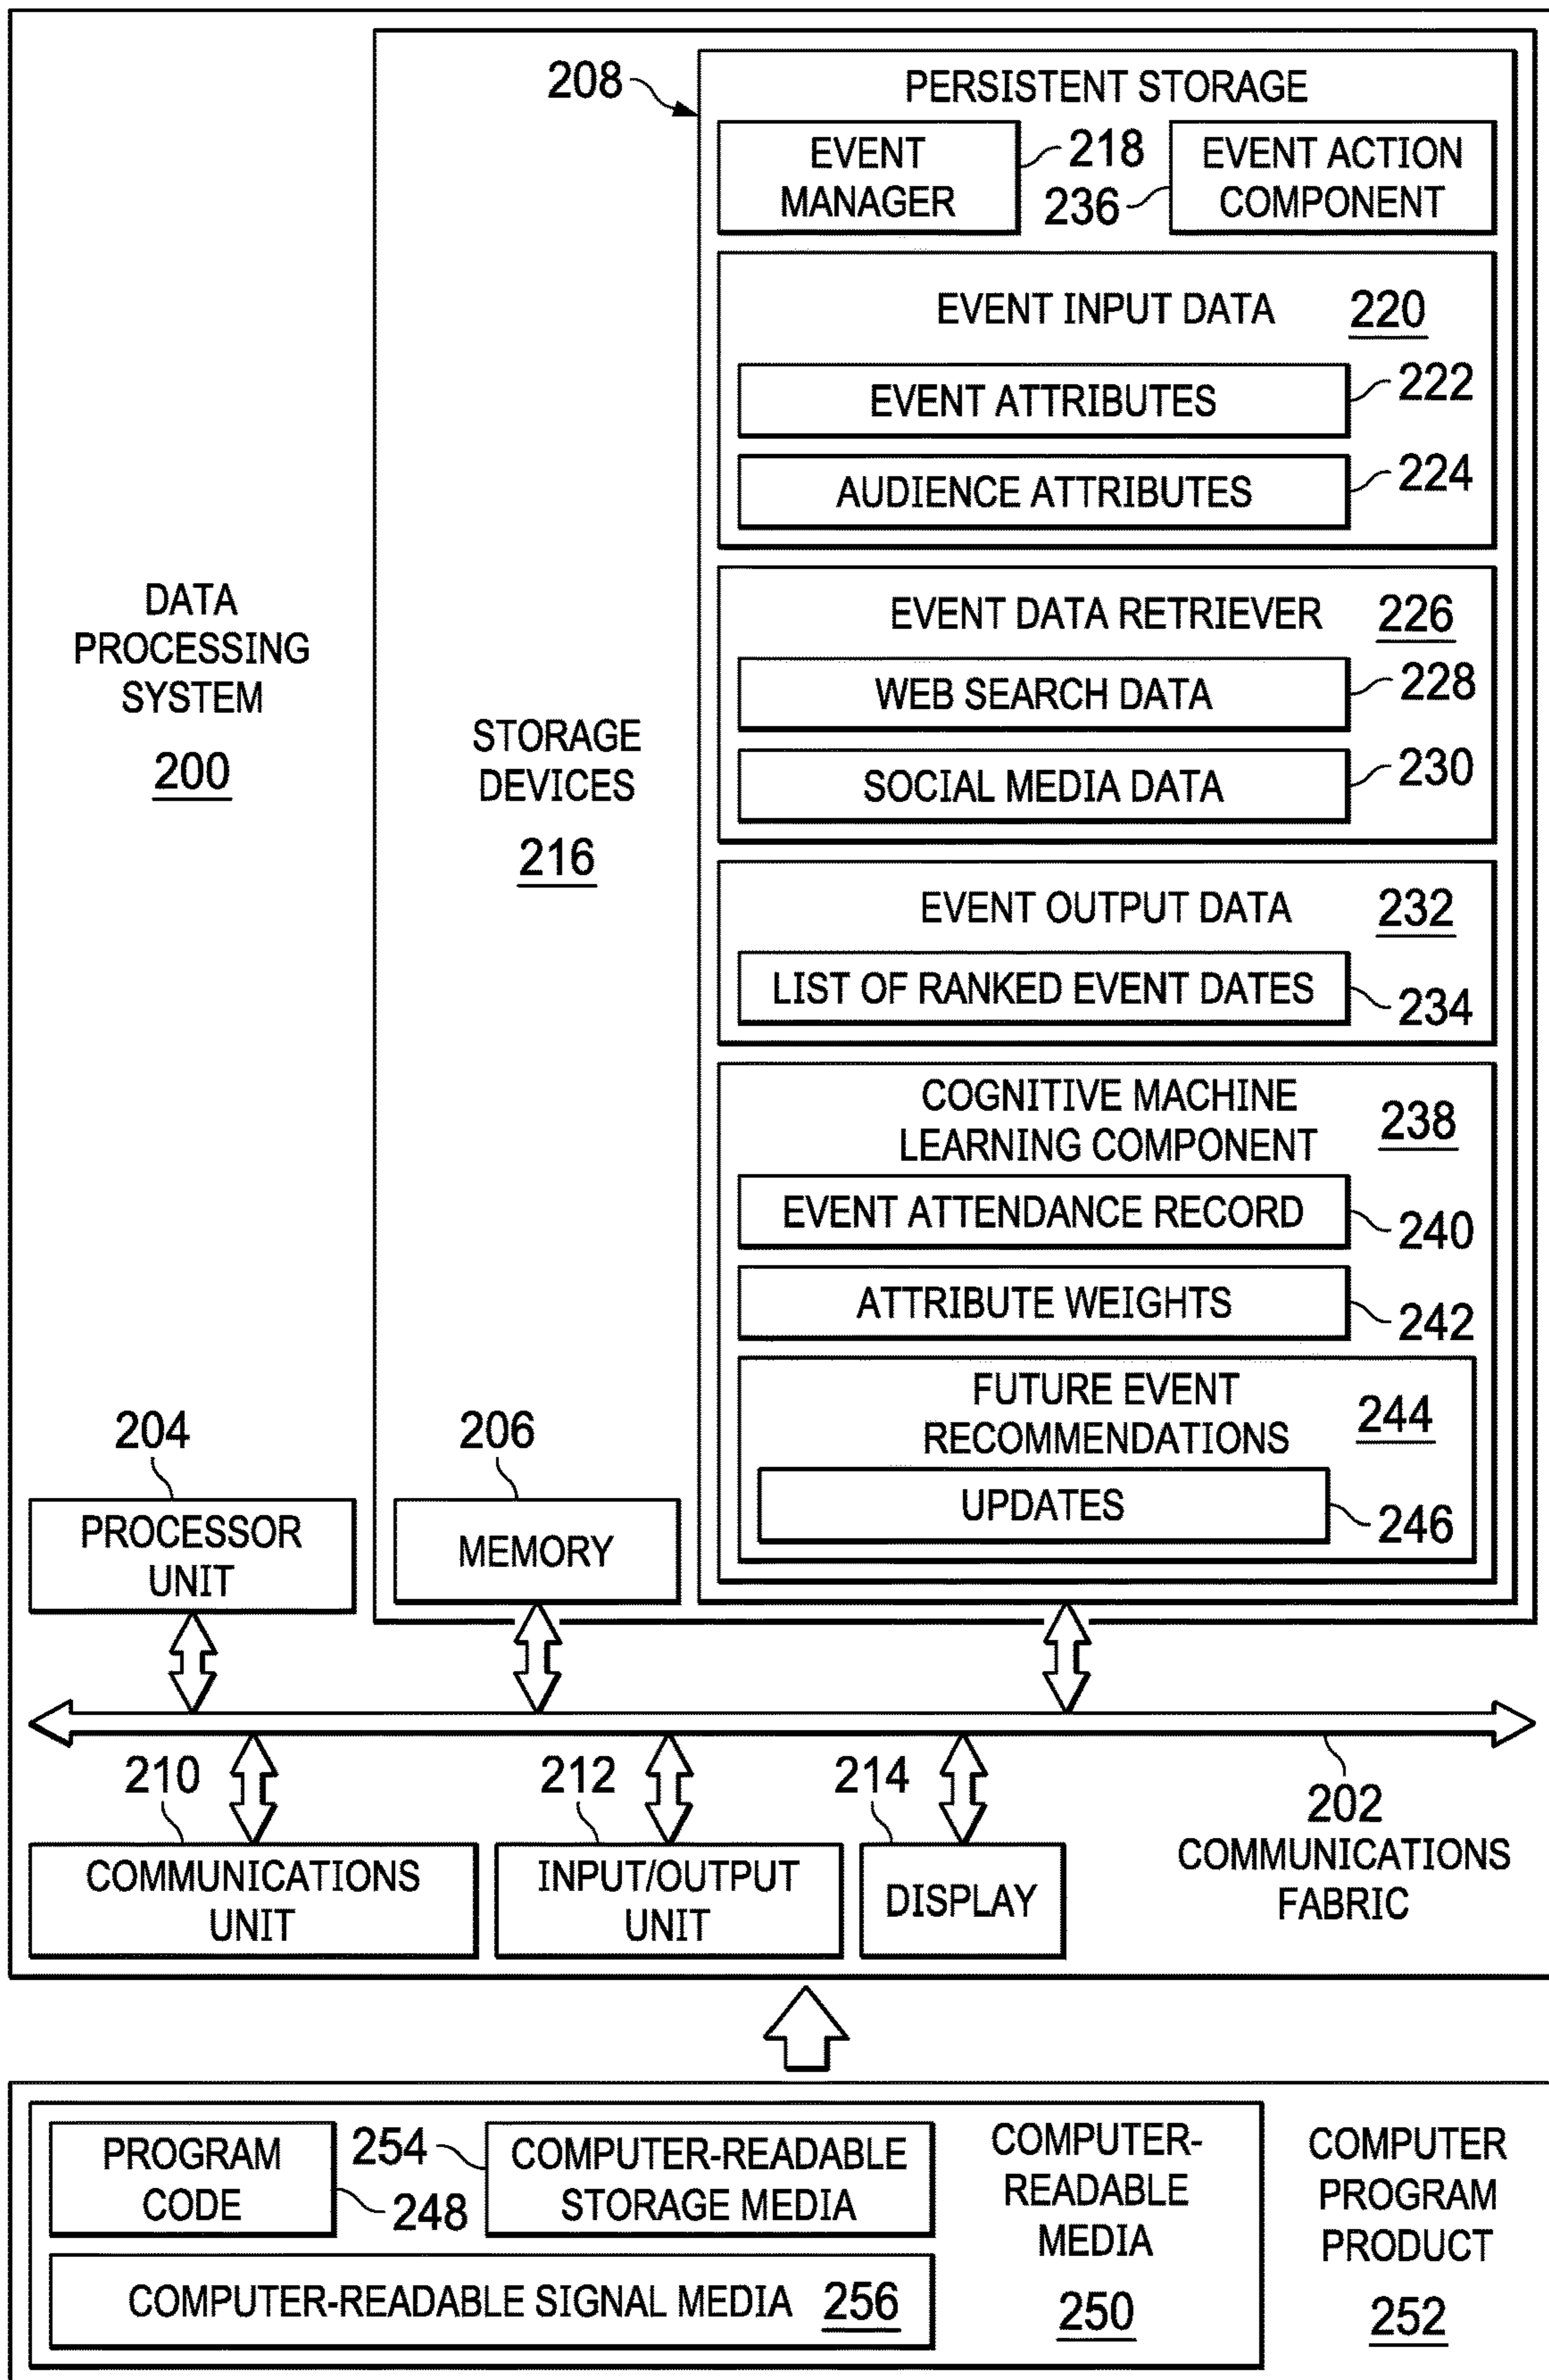 208
PERSISTENT STORAGE
EVENT
MANAGER
218
236
EVENT ACTION
COMPONENT
EVENT INPUT DATA 220
EVENT ATTRIBUTES
222
AUDIENCE ATTRIBUTES
224
DATA
PROCESSING
SYSTEM
200
STORAGE
DEVICES
216
EVENT DATA RETRIEVER 226
WEB SEARCH DATA
228
SOCIAL MEDIA DATA
230
EVENT OUTPUT DATA 232
LIST OF RANKED EVENT DATES
234
COGNITIVE MACHINE
LEARNING COMPONENT
238
EVENT ATTENDANCE RECORD
240
ATTRIBUTE WEIGHTS
242
FUTURE EVENT
RECOMMENDATIONS
244
UPDATES
246
204
PROCESSOR
UNIT
206
MEMORY
210
COMMUNICATIONS
UNIT
212
INPUT/OUTPUT
UNIT
214
DISPLAY
202
COMMUNICATIONS
FABRIC
PROGRAM
CODE
248
254
COMPUTER-READABLE
STORAGE MEDIA
COMPUTER-READABLE SIGNAL MEDIA 256
COMPUTER-
READABLE
MEDIA
250
COMPUTER
PROGRAM
PRODUCT
252